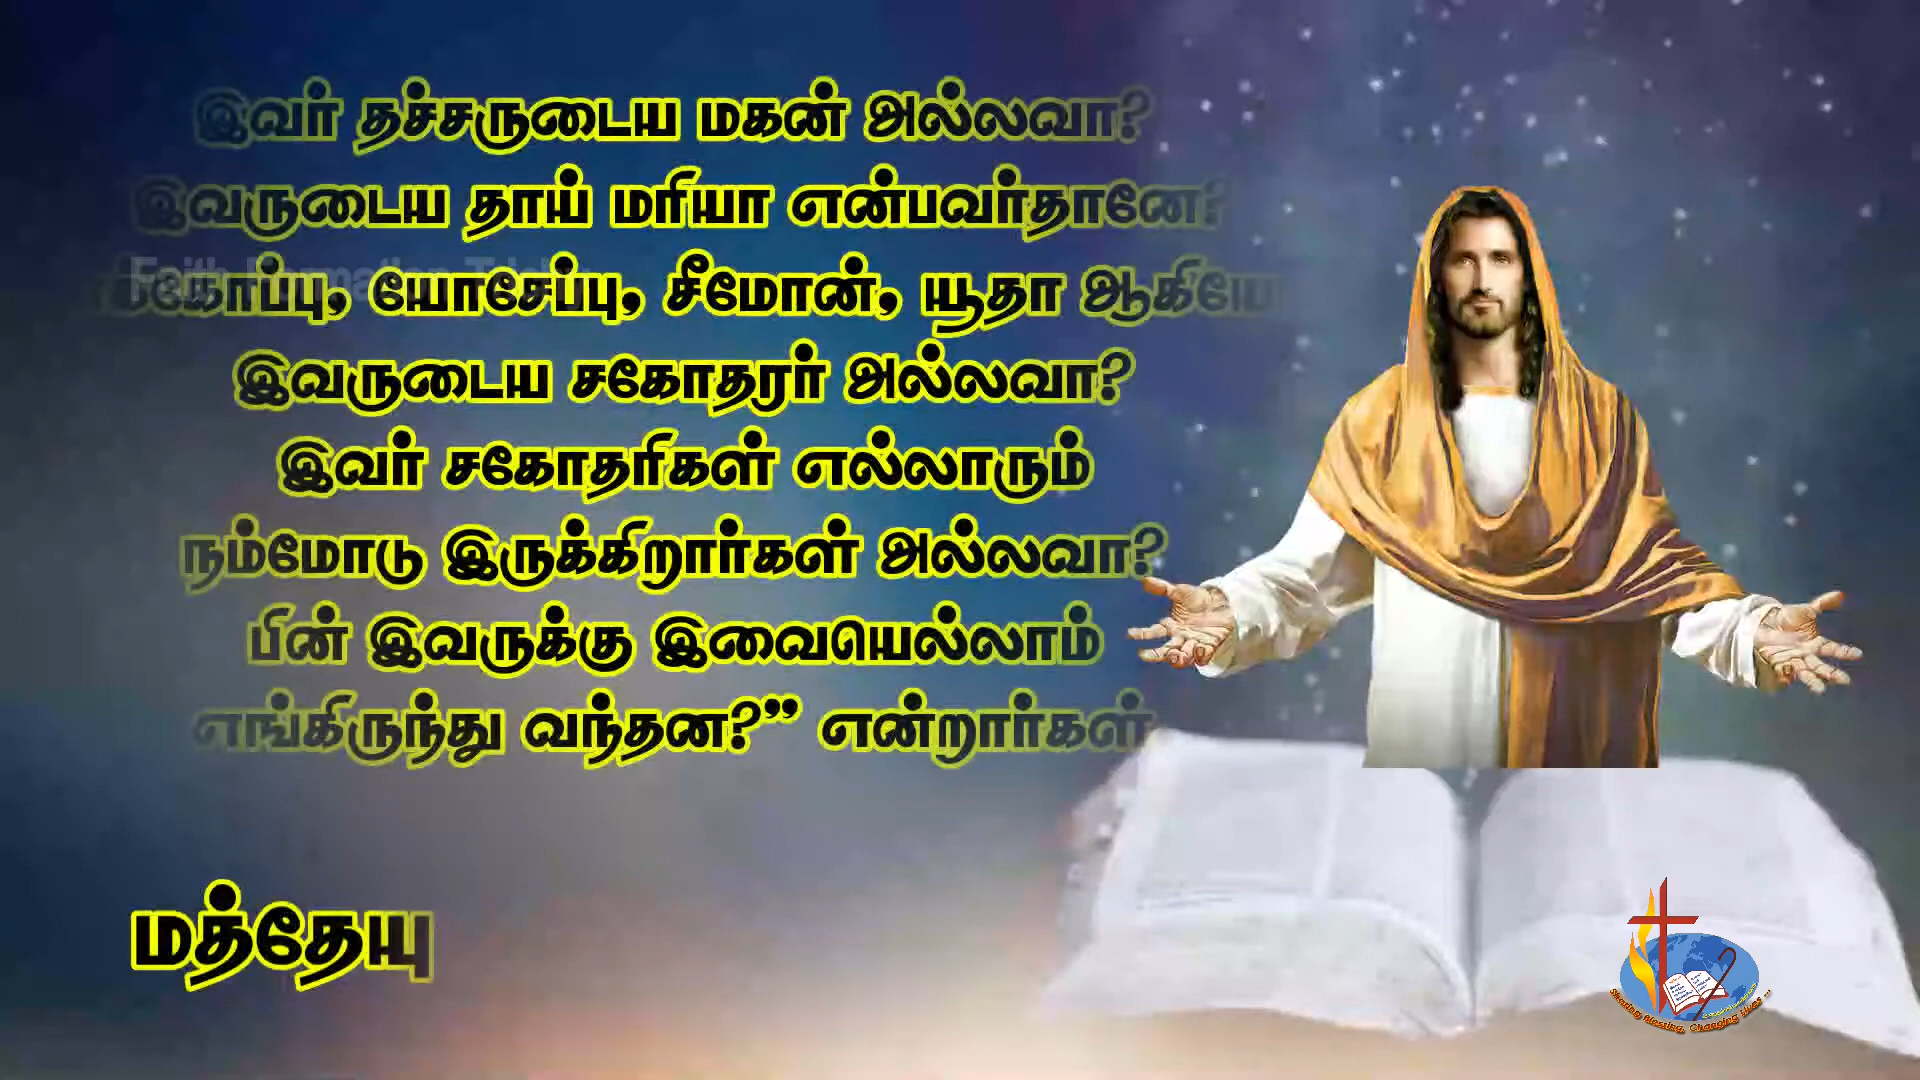 இவர் தச்சருடைய மகன் அல்லவா?
இவருடைய தாய் மரியா என்பவர்தானே?
யோசேப்பு, சீமோன், யூதா
இவருடைய சகோதரர் அல்லவா?
இவர் சகோதரிகள் எல்லாரும்
நம்மோடு இருக்கிறார்கள் அல்லவா?
பின் இவருக்கு இவையெல்லாம்
எங்கிருந்து வந்தன?” என்றார்கள்
மத்தேயு